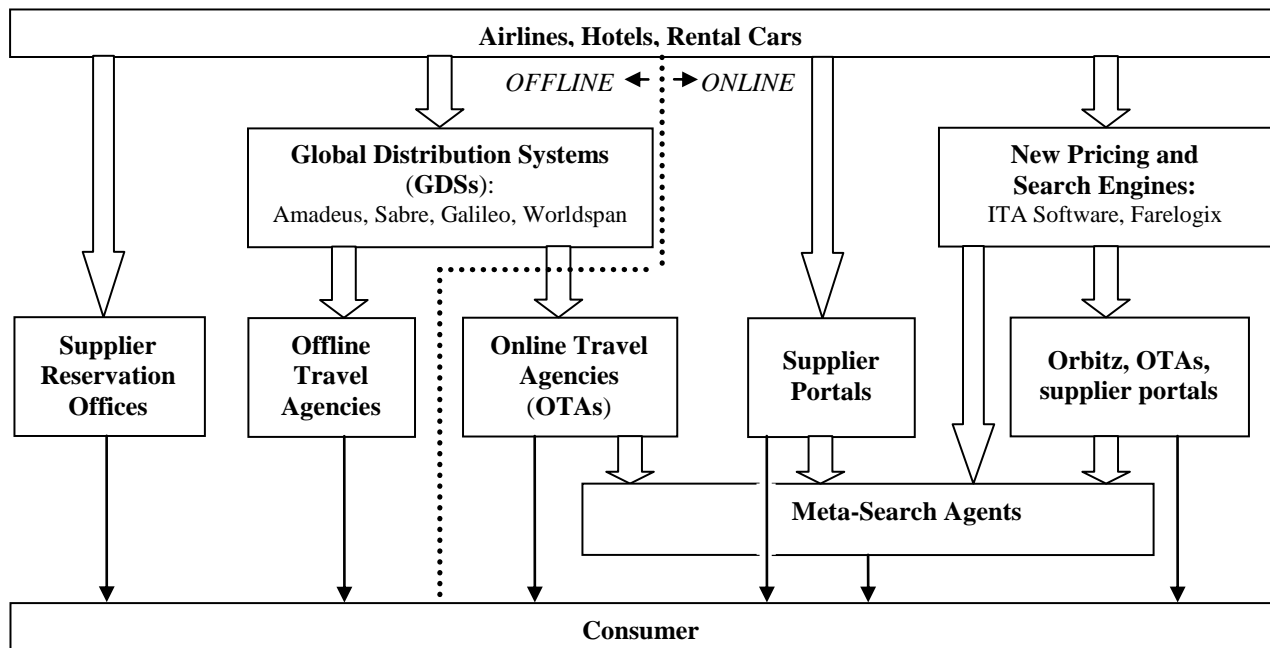 Airlines, Hotels, Rental Cars
OFFLINE
ONLINE
Global Distribution Systems
(GDSs):
Amadeus, Sabre, Galileo, Worldspan
New Pricing and
Search Engines:
ITA Software, Farelogix
Supplier
Reservation
Offices
Offline
Travel
Agencies
Online Travel
Agencies
(OTAs)
Supplier
Portals
Orbitz, OTAs,
supplier portals
Meta-Search Agents
Consumer